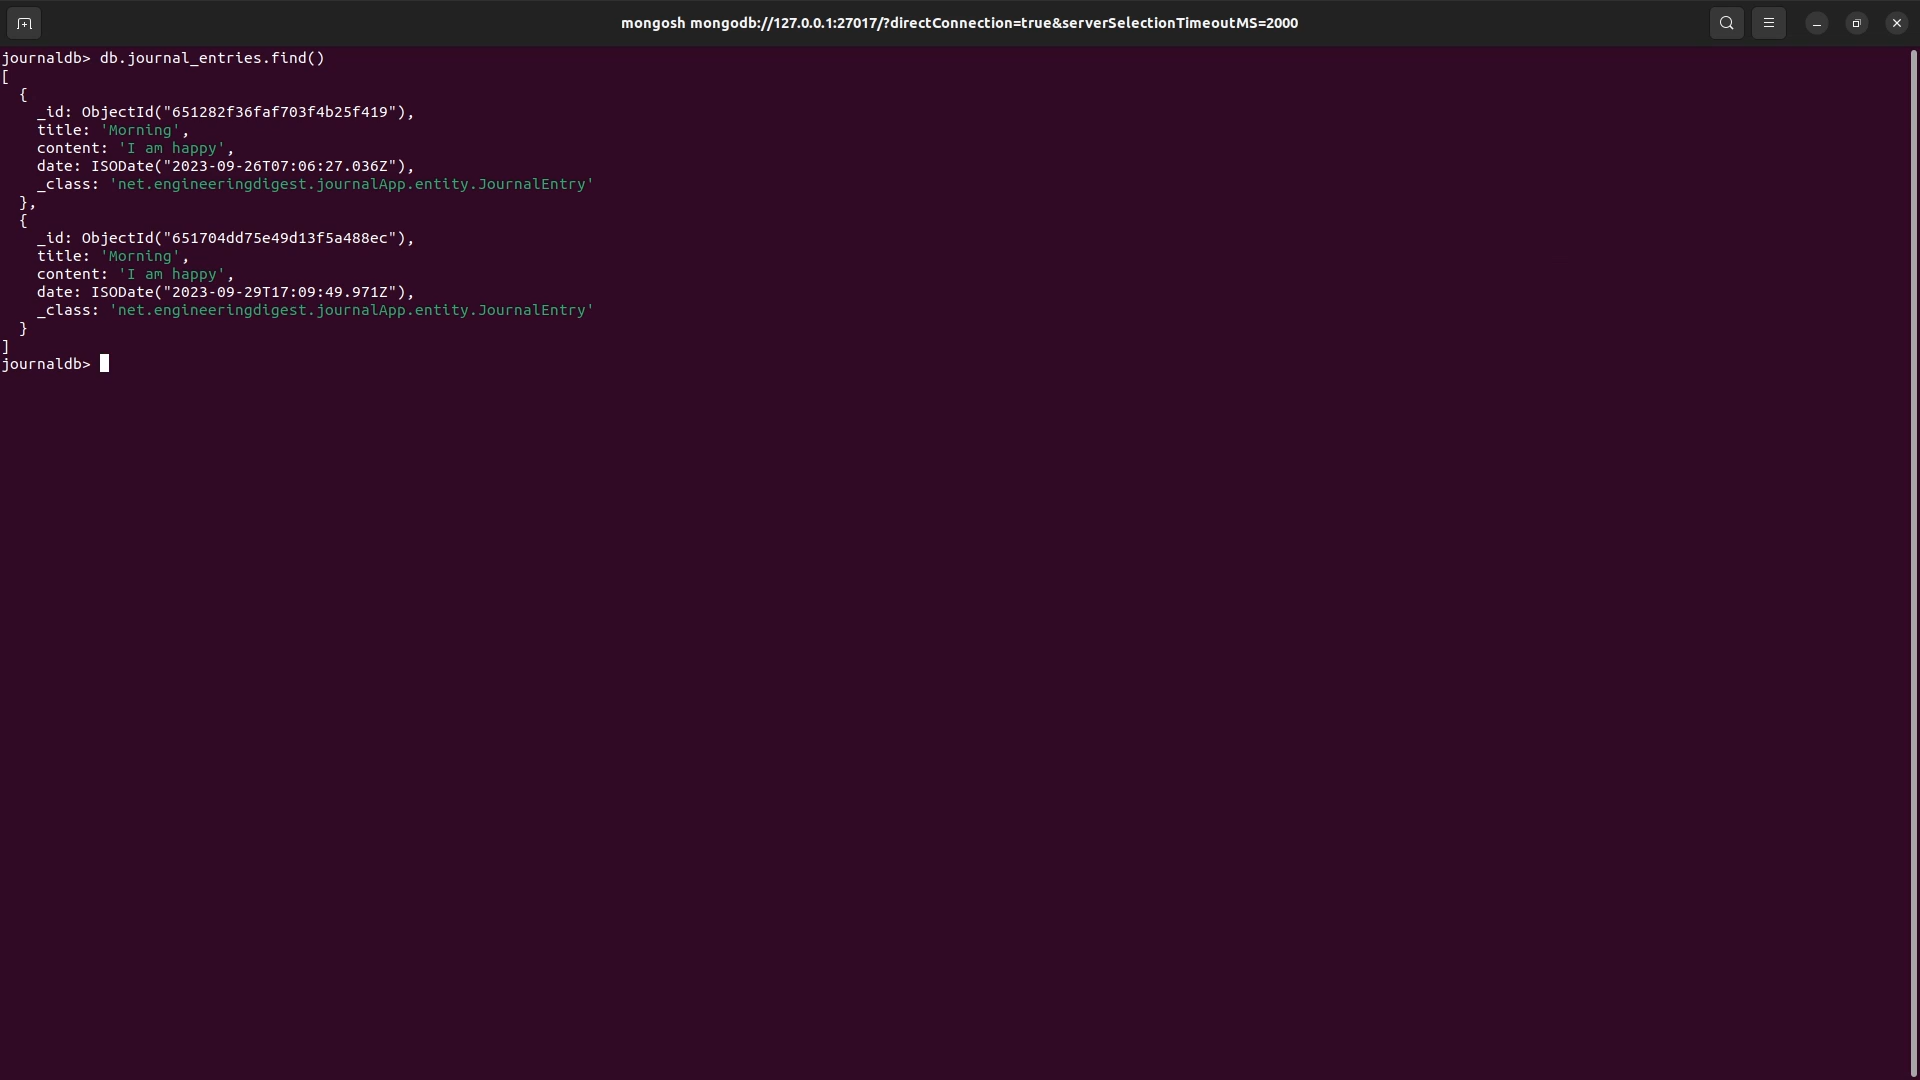 mongosh mongodb://127.0.0.1:27017/?directConnection=true&serverSelectionTimeoutMS=2000
journaldb> db.journal_entries.find()
[
  {
    _id: ObjectId("651282f36faf703f4b25f419"),
    title: 'Morning',
    content: 'I am happy',
    date: ISODate("2023-09-26T07:06:27.036Z"),
    _class: 'net.engineeringdigest.journalApp.entity.JournalEntry'
  },
  {
    _id: ObjectId("651704dd75e49d13f5a488ec"),
    title: 'Morning',
    content: 'I am happy',
    date: ISODate("2023-09-29T17:09:49.971Z"),
    _class: 'net.engineeringdigest.journalApp.entity.JournalEntry'
  }
]
journaldb>